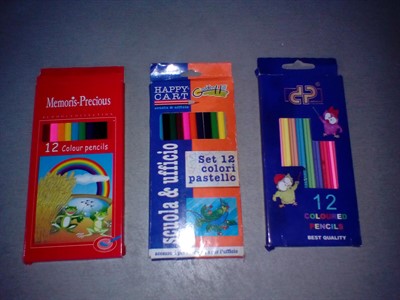 Memoris-Precious
12 Colour pencils
HAPPY-
CART
scuola & ufficio
Set 12
colori
pastello
12
COLOURED
PENCILS
BEST QUALITY